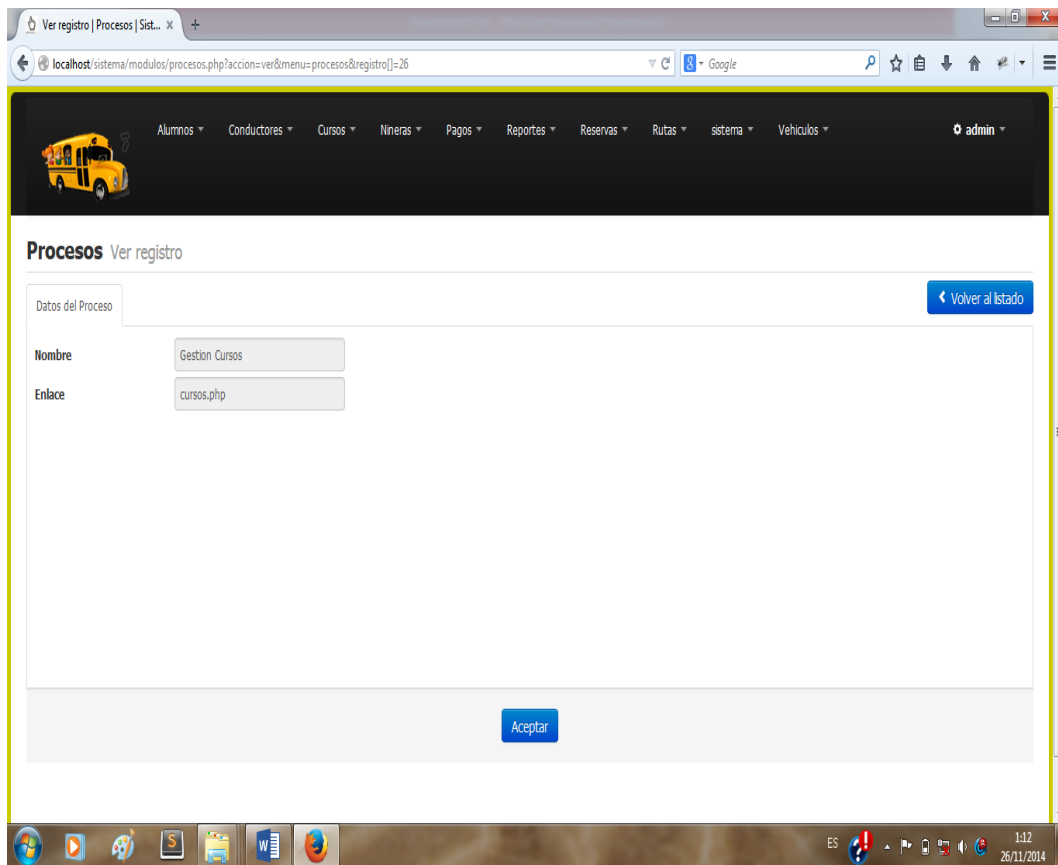 Ver registro | Procesos | Sist...
localhost/sistema/modulos/procesos.php?accion=ver&menu=procesos&registro[]=26
Google
Alumnos Conductores Cursos Nineras Pagos Reportes Reservas Rutas sistema Vehiculos admin
Procesos Ver registro
Datos del Proceso
Volver al listado
Nombre Gestion Cursos
Enlace cursos.php
Aceptar
ES
1:12
26/11/2014